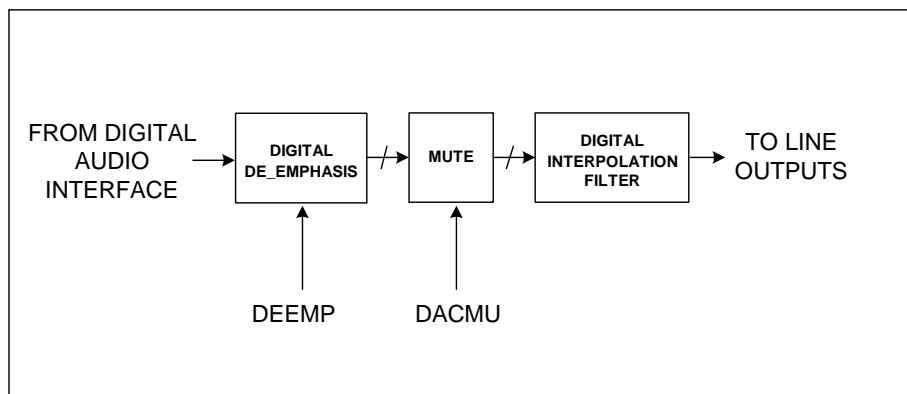 FROM DIGITAL
AUDIO
INTERFACE
DIGITAL
DE_EMPHASIS
MUTE
DIGITAL
INTERPOLATION
FILTER
TO LINE
OUTPUTS
DEEMP
DACMU